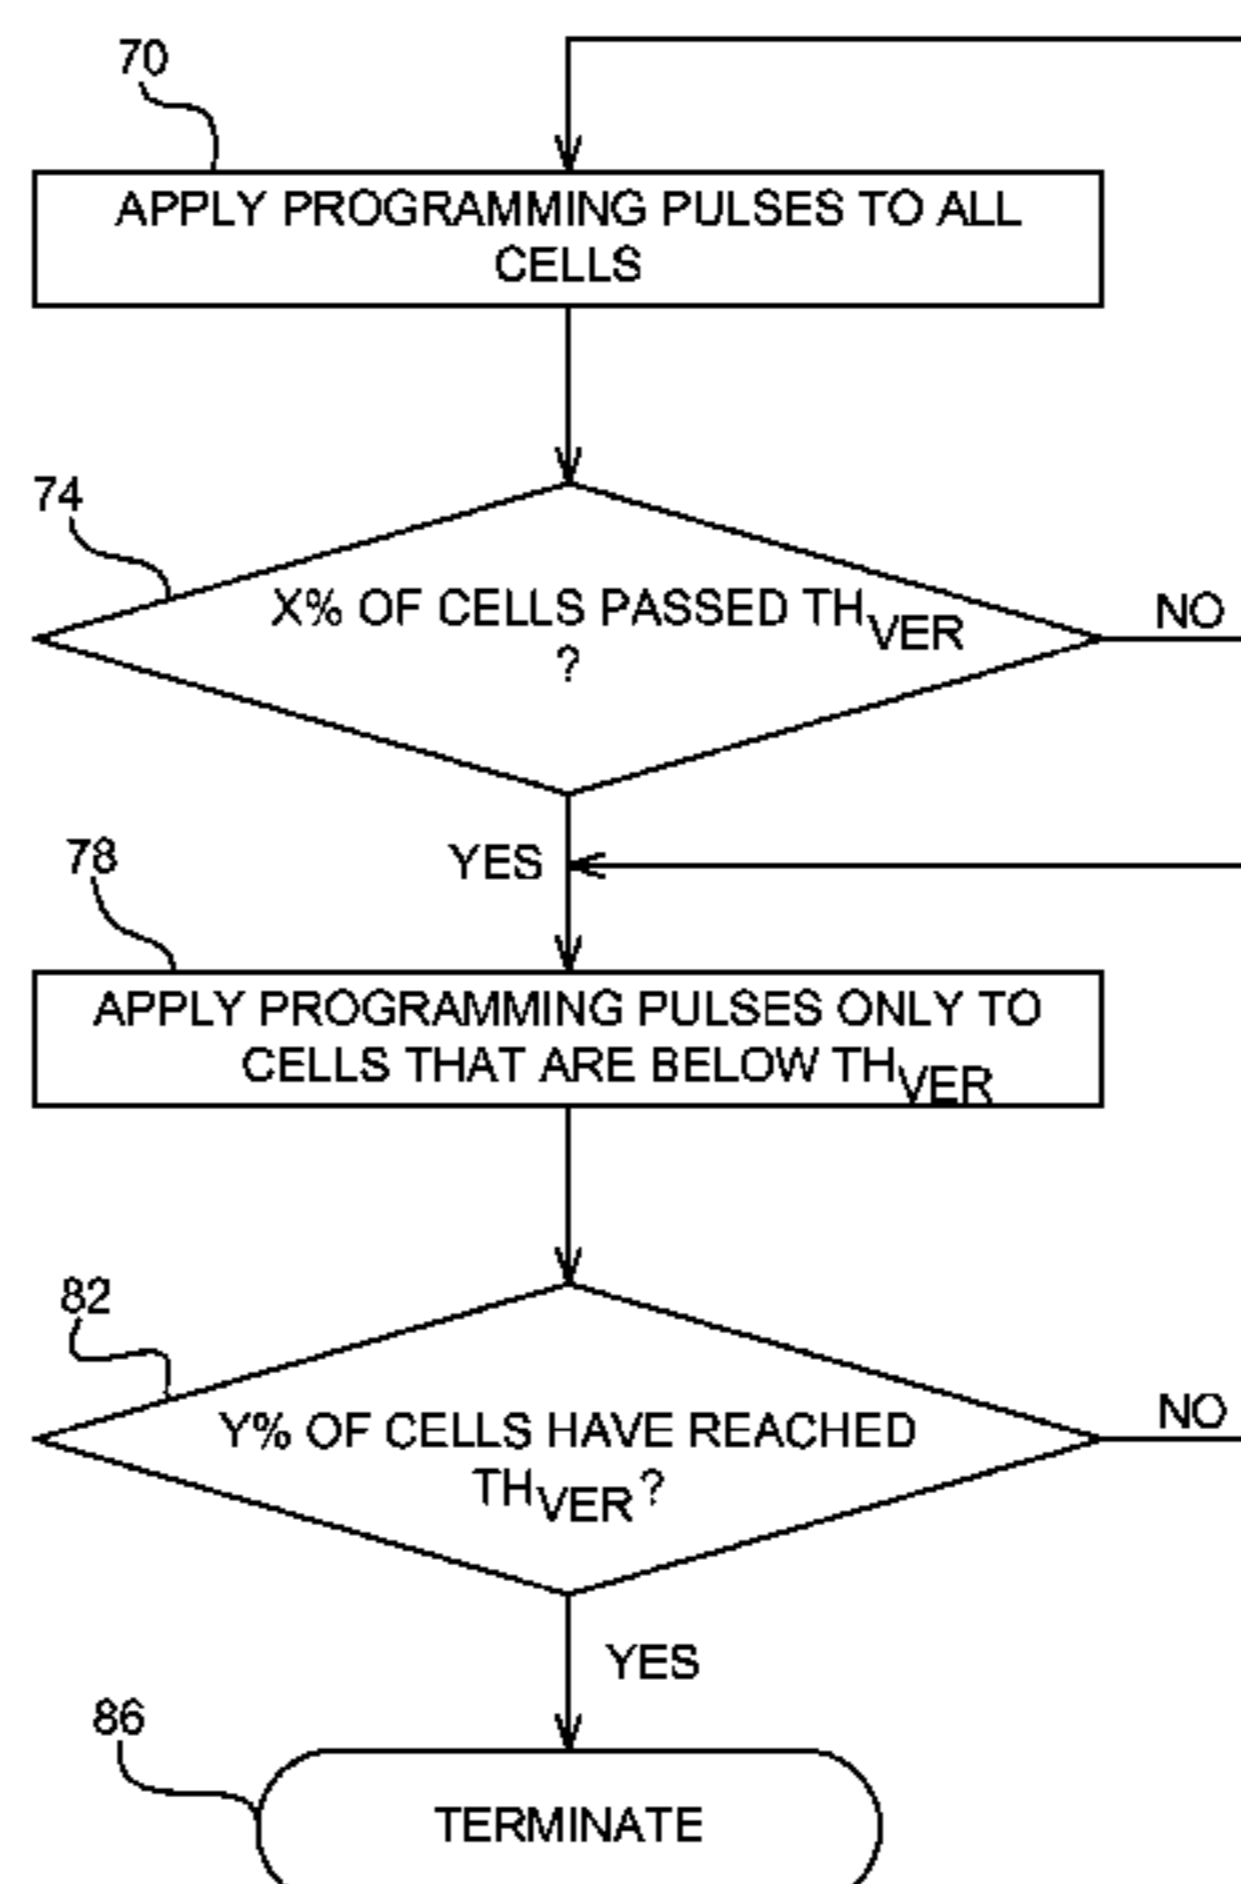 70
APPLY PROGRAMMING PULSES TO ALL
CELLS
74
X% OF CELLS PASSED THVER
?
NO
YES
78
APPLY PROGRAMMING PULSES ONLY TO
CELLS THAT ARE BELOW THVER
82
Y% OF CELLS HAVE REACHED
THVER?
NO
YES
86
TERMINATE